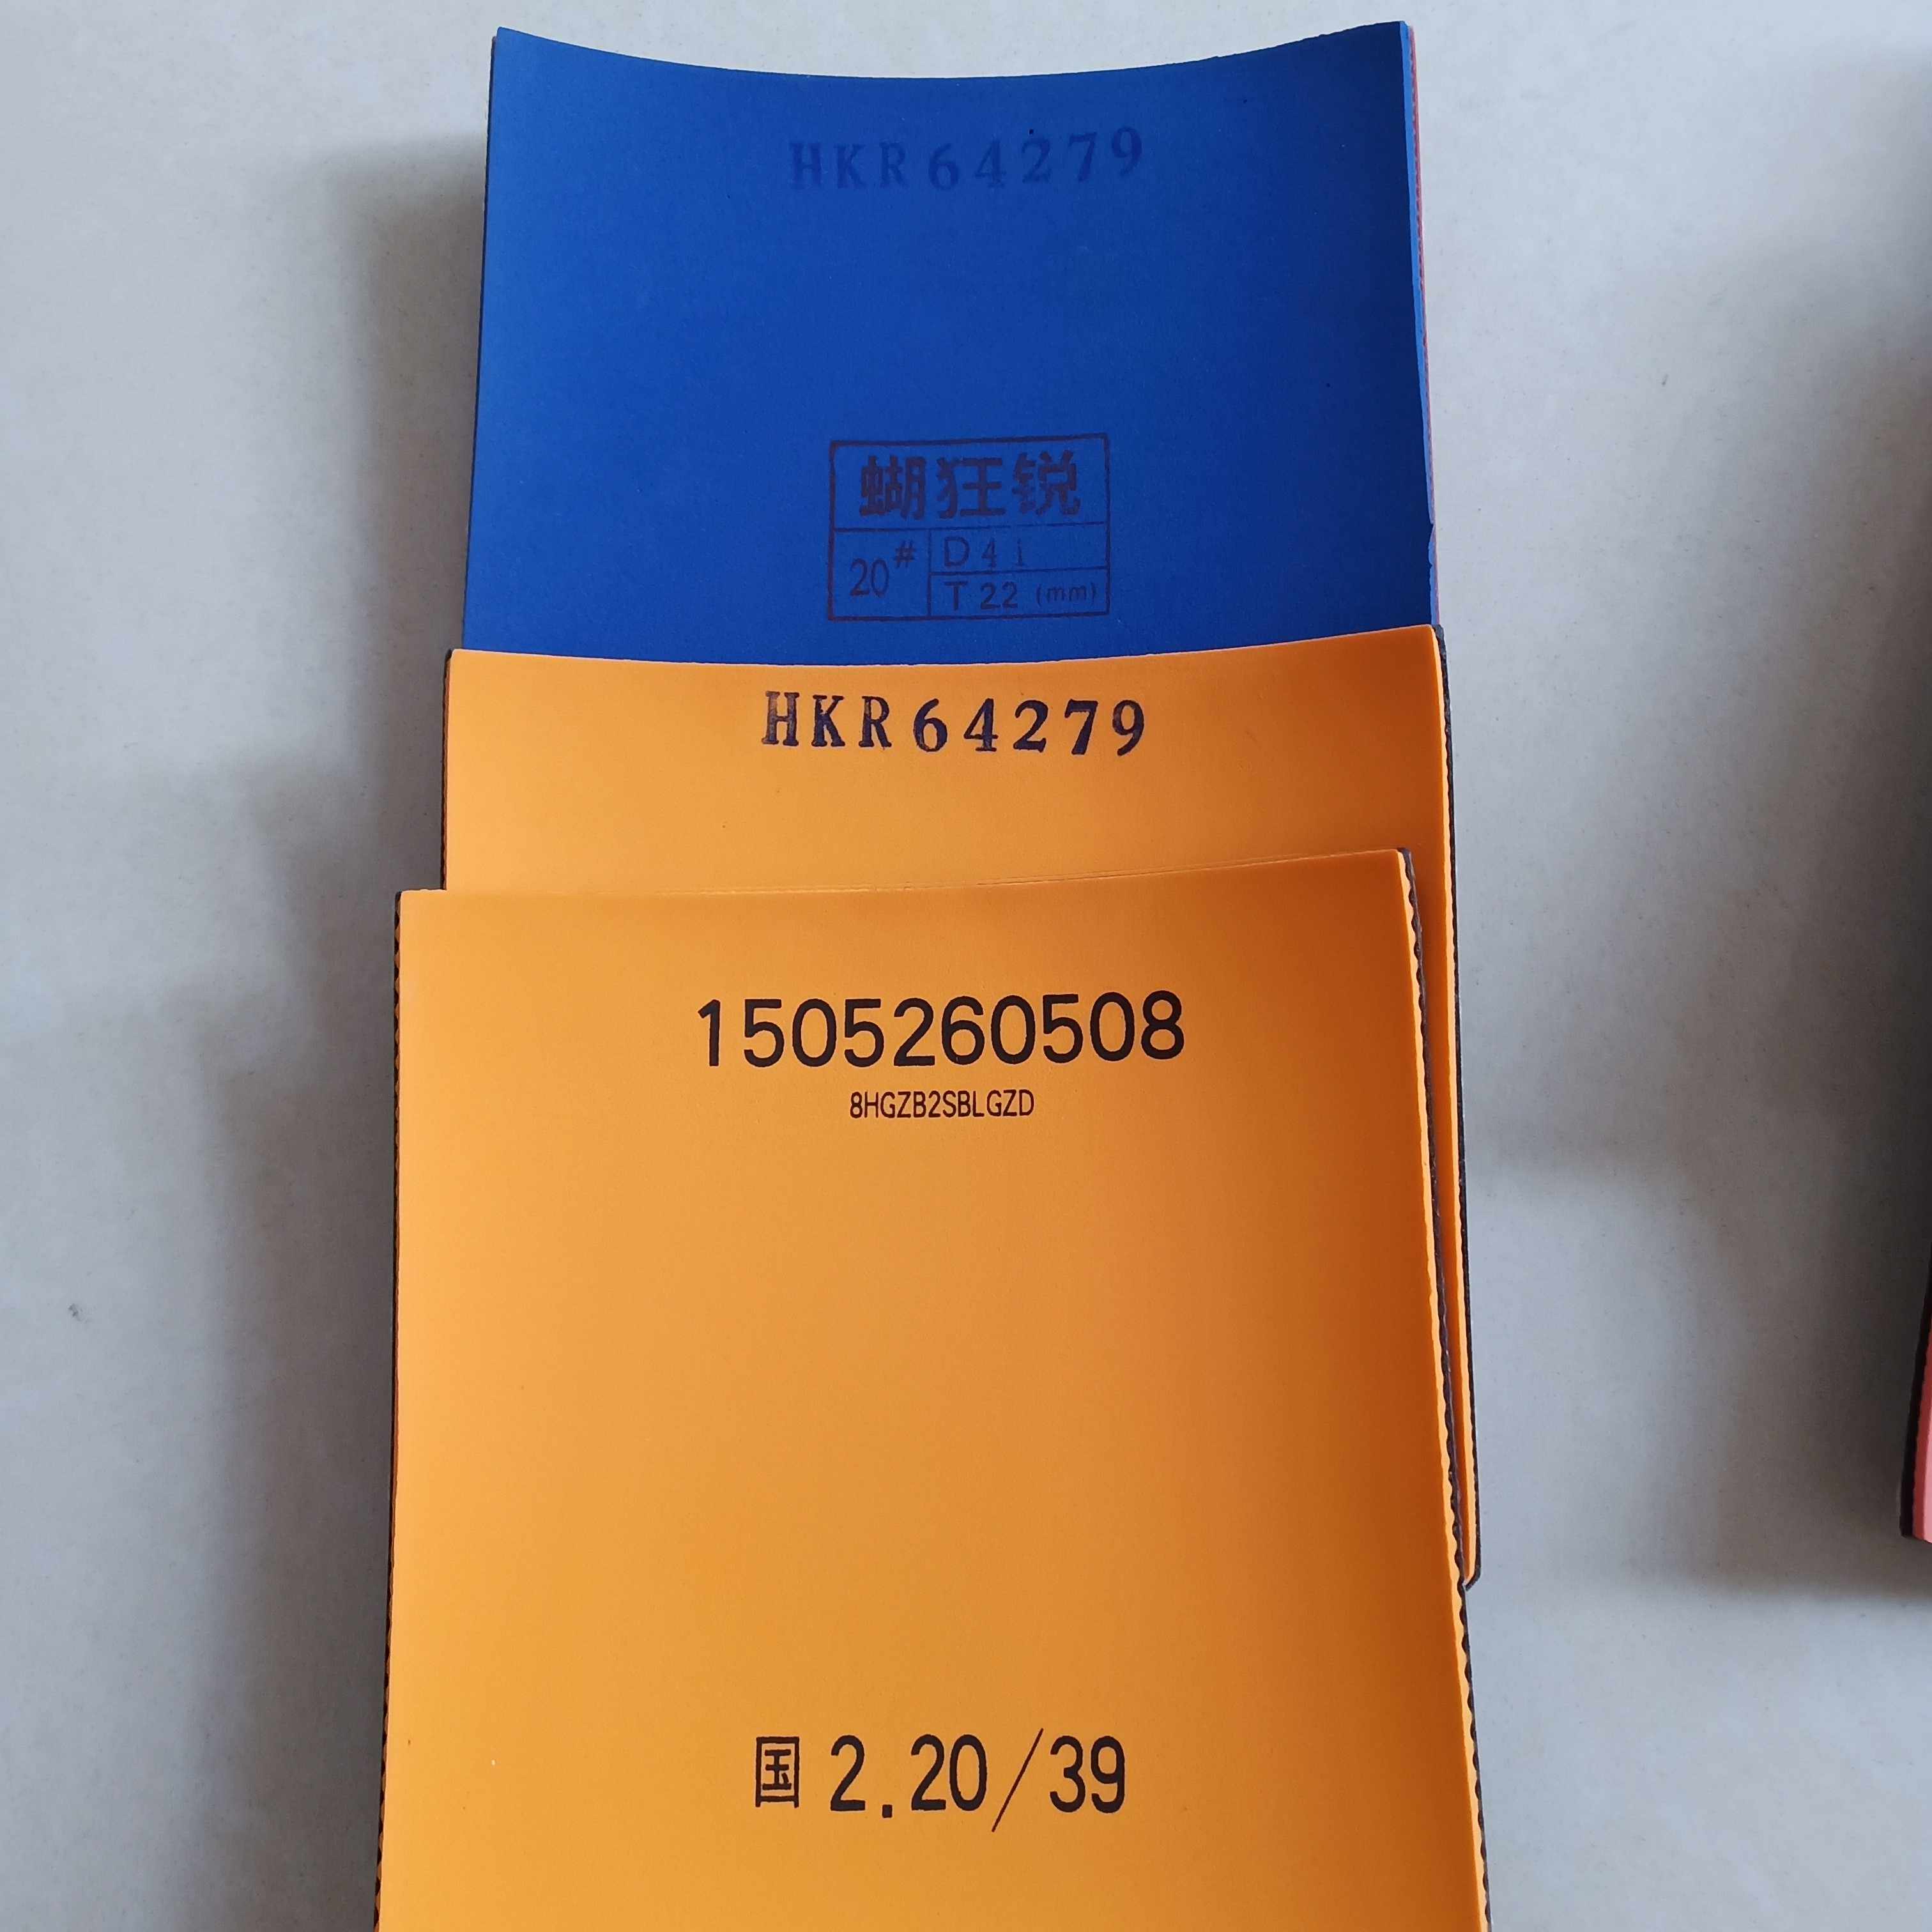 HKR64279
蝴狂锐
20# D41
T22 (mm)
HKR64279
1505260508
8HGZB2SBLGZD
国 2.20/39